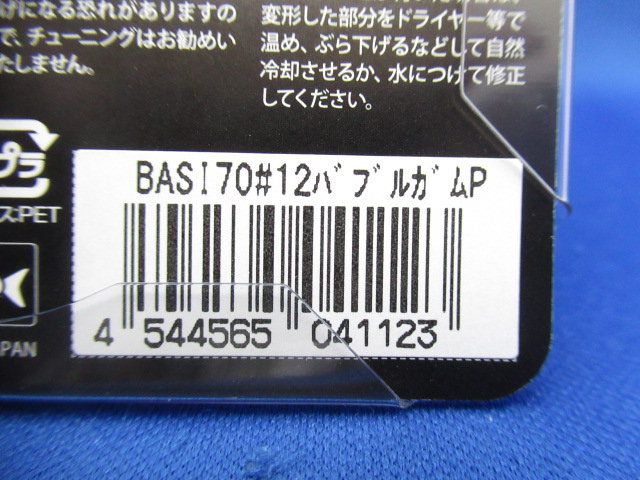 げになる恐れがありますの
で、チューニングはお勧めい
たしません。
変形した部分をドライヤー等で
温め、ぶら下げるなどして自然
冷却させるか、水につけて修正
してください。
プラ
ス:PET
BASI70#12バブルガムP
4 544565 041123
APAN